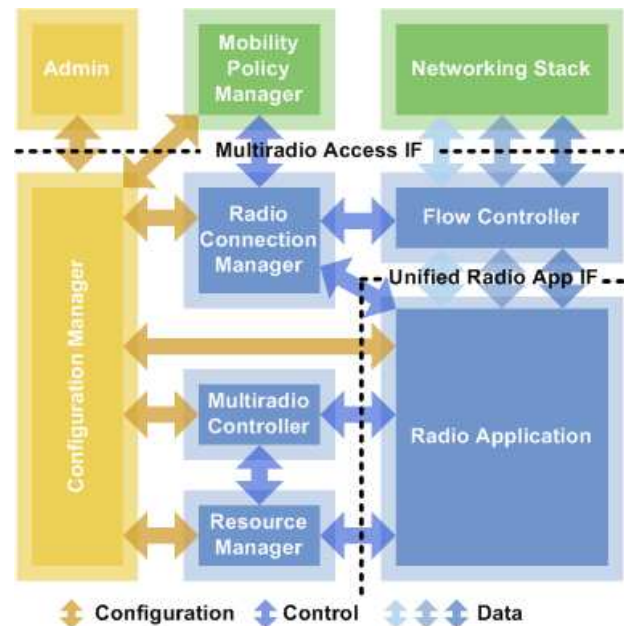 Admin
Mobility
Policy
Manager
Networking Stack
Multiradio Access IF
Configuration Manager
Radio
Connection
Manager
Flow Controller
Unified Radio App IF
Multiradio
Controller
Radio Application
Resource
Manager
Configuration
Control
Data